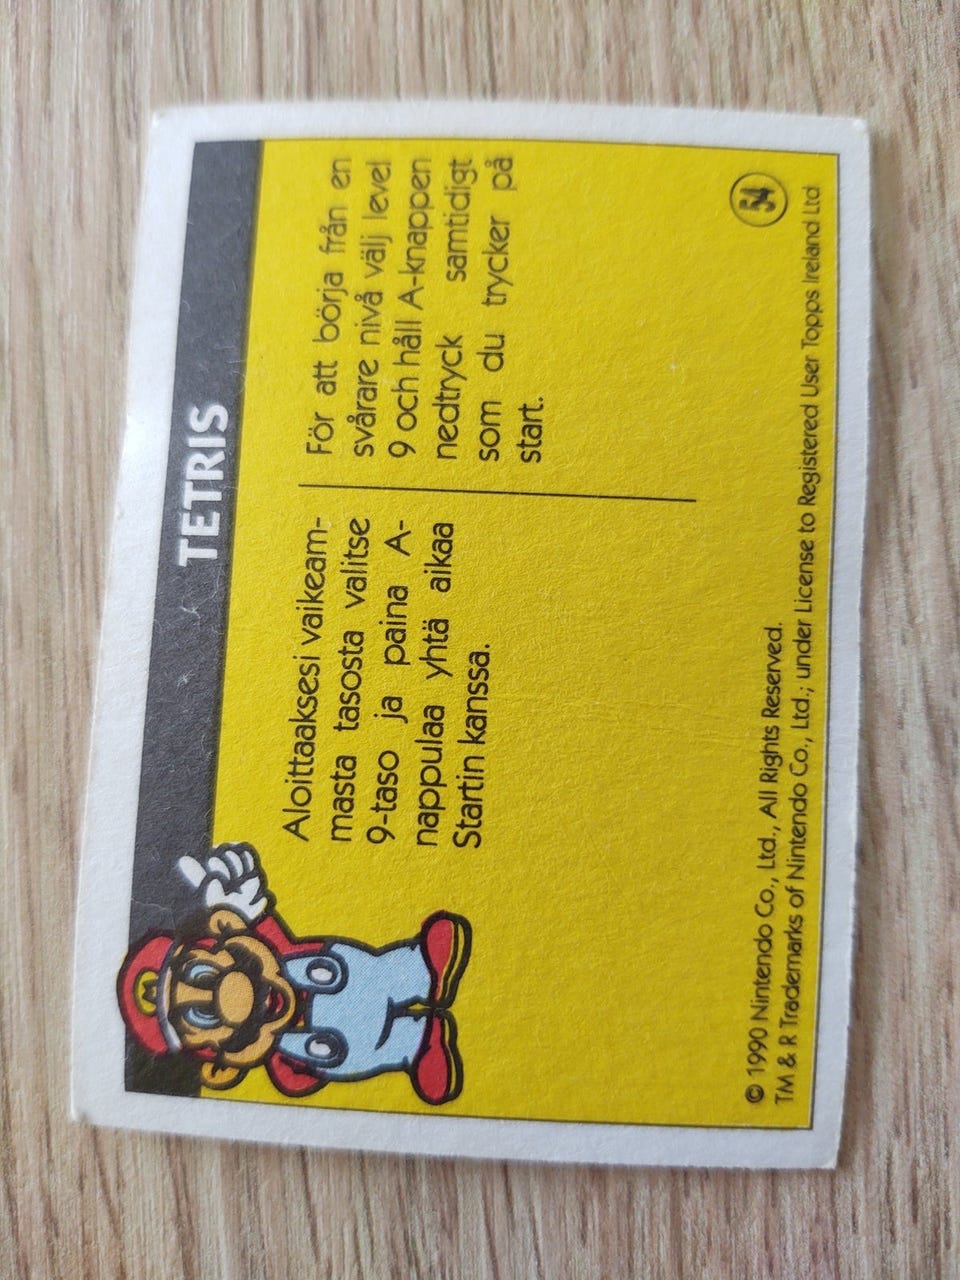 TETRIS
Aloittaaksesi vaikeam-
masta tasosta valitse
9-taso ja paina A-
nappulaa yhtä aikaa
Startin kanssa.
För att börja från en
svårare nivå välj level
9 och håll A-knappen
nedtryck samtidigt
som du trycker på
start.
54
© 1990 Nintendo Co., Ltd., All Rights Reserved.
TM & R Trademarks of Nintendo Co., Ltd.; under License to Registered User Topps Ireland Ltd
M